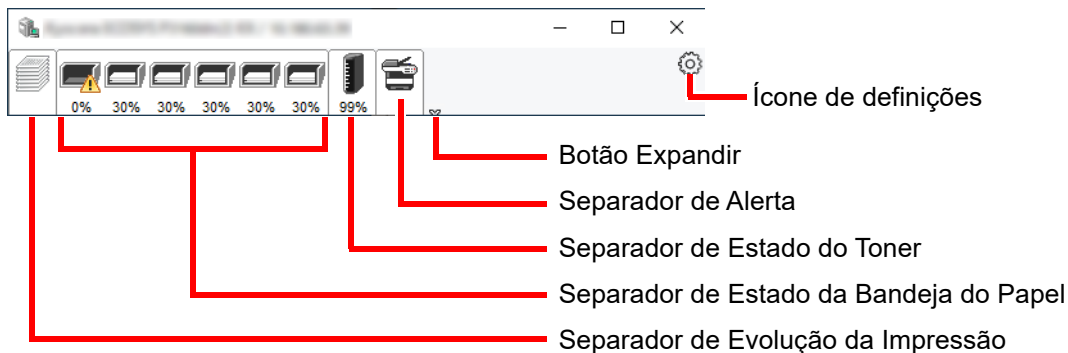 0% 30% 30% 30% 30% 30% 99%
Ícone de definições
Botão Expandir
Separador de Alerta
Separador de Estado do Toner
Separador de Estado da Bandeja do Papel
Separador de Evolução da Impressão